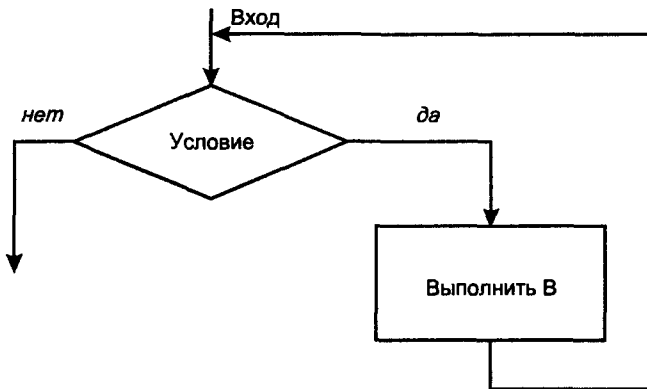 Вход
нет
да
Условие
Выполнить В